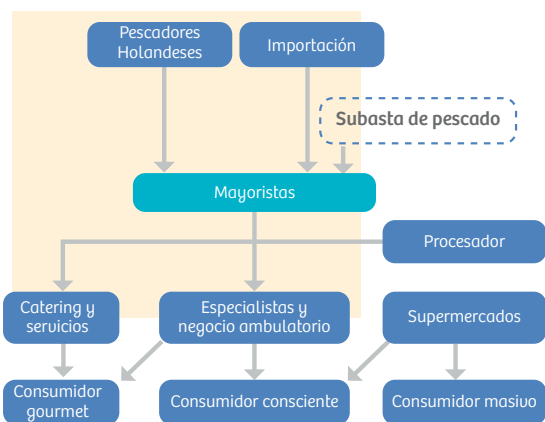 Pescadores
Holandeses
Importación
Subasta de pescado
Mayoristas
Procesador
Catering y
servicios
Especialistas y
negocio ambulatorio
Supermercados
Consumidor
gourmet
Consumidor consciente
Consumidor masivo